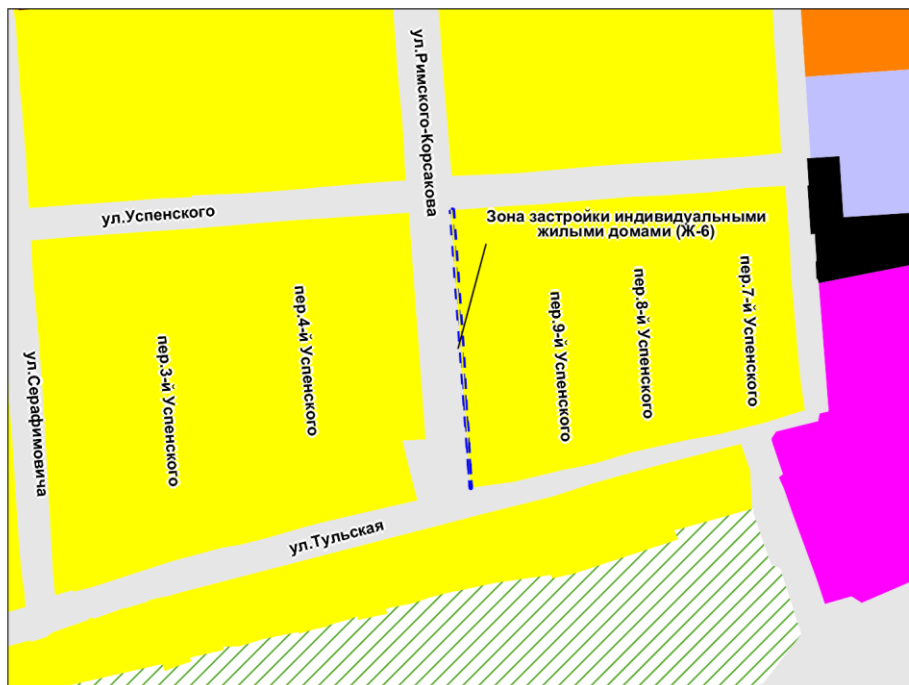 ул.Римского-Корсакова
ул.Успенского
Зона застройки индивидуальными
жилыми домами (Ж-6)
пер.7-й Успенского
пер.8-й Успенского
пер.9-й Успенского
пер.4-й Успенского
пер.3-й Успенского
ул.Серафимовича
ул.Тульская